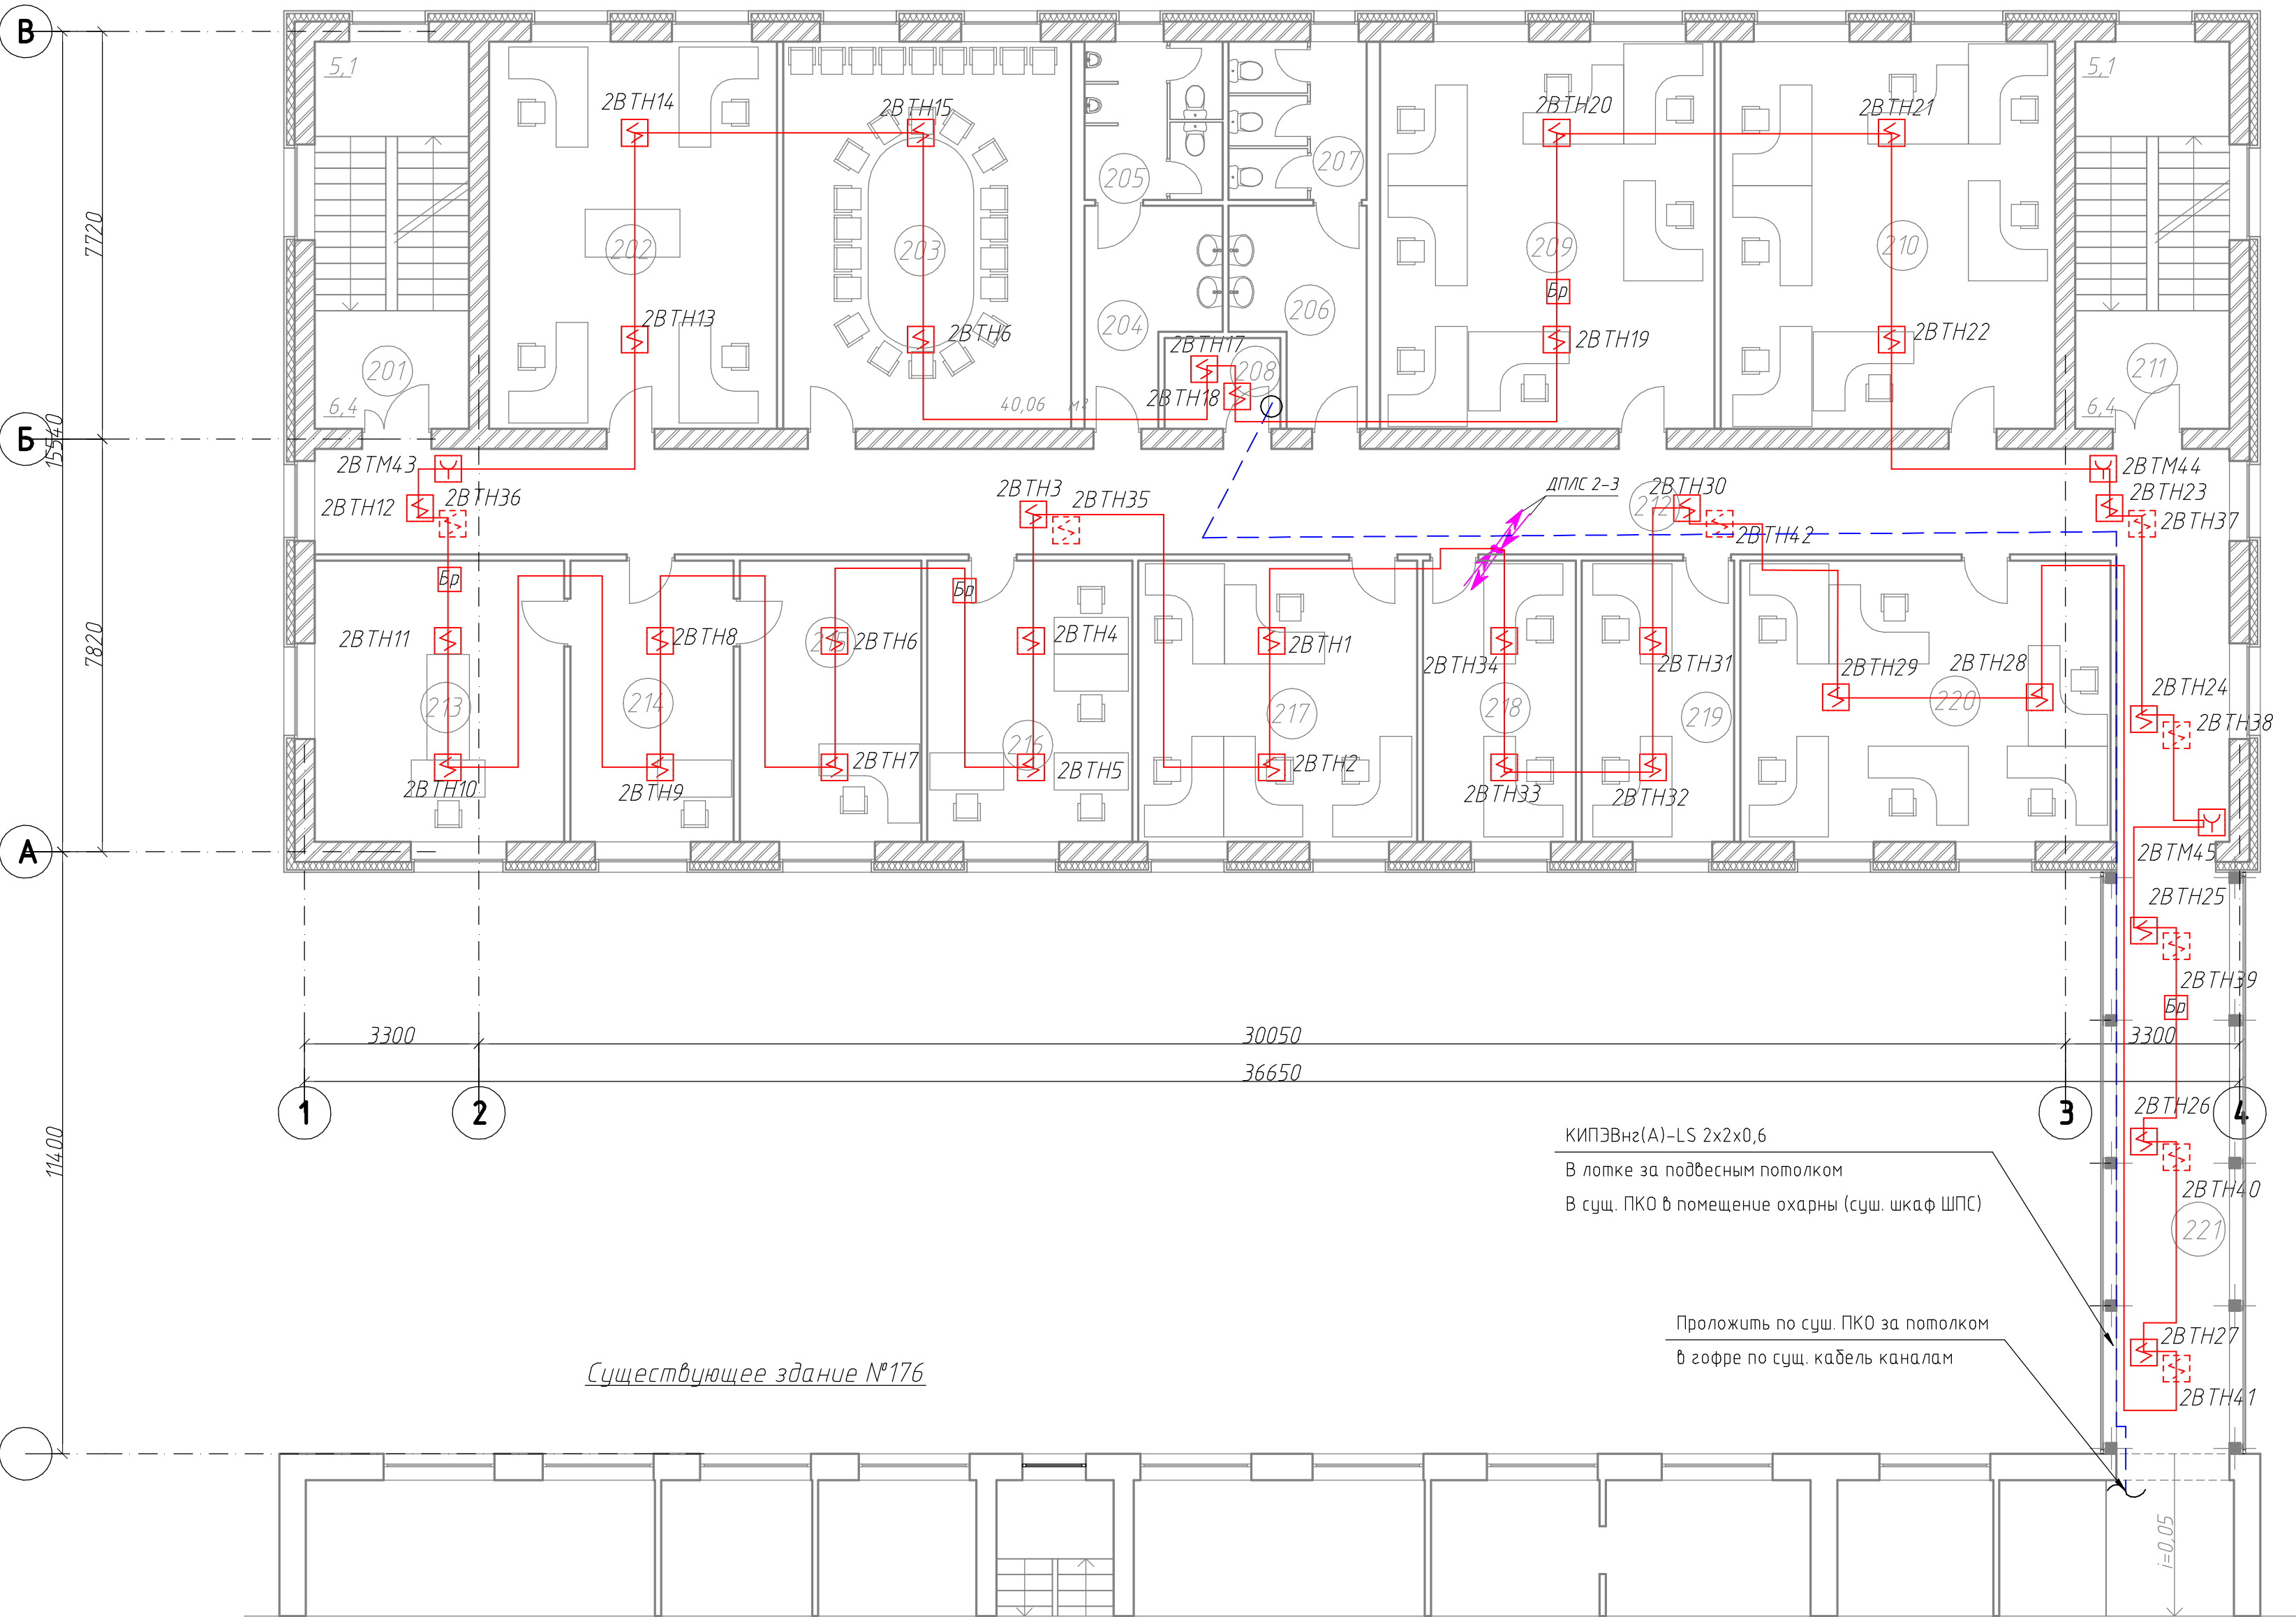 В
5,1
5,1
2ВТН14
2ВТН15
2ВТН20
2ВТН21
205
207
7720
202
203
209
210
Бр
204
206
2ВТН13
2ВТН6
2ВТН17
208
2ВТН19
2ВТН22
201
211
2ВТН18
6,4
40,06 м²
6,4
Б
15540
2ВТМ43
2ВТМ44
2ВТН12
2ВТН36
2ВТН3
2ВТН35
ДПЛС 2-3
212
2ВТН30
2ВТН42
2ВТН23
2ВТН37
Бр
Бр
7820
2ВТН11
2ВТН8
215
2ВТН6
2ВТН4
2ВТН1
2ВТН34
2ВТН31
2ВТН29
2ВТН28
2ВТН24
213
214
216
217
218
219
220
2ВТН38
2ВТН10
2ВТН9
2ВТН7
2ВТН5
2ВТН2
2ВТН33
2ВТН32
А
2ВТМ45
2ВТН25
2ВТН39
Бр
3300
30050
3300
36650
1
2
3
4
2ВТН26
11400
КИПЭВнг(А)-LS 2х2х0,6
В лотке за подвесным потолком
В сущ. ПКО в помещение охарны (суш. шкаф ШПС)
2ВТН40
221
Проложить по суш. ПКО за потолком
в гофре по сущ. кабель каналам
2ВТН27
2ВТН41
Существующее здание №176
i=0,05